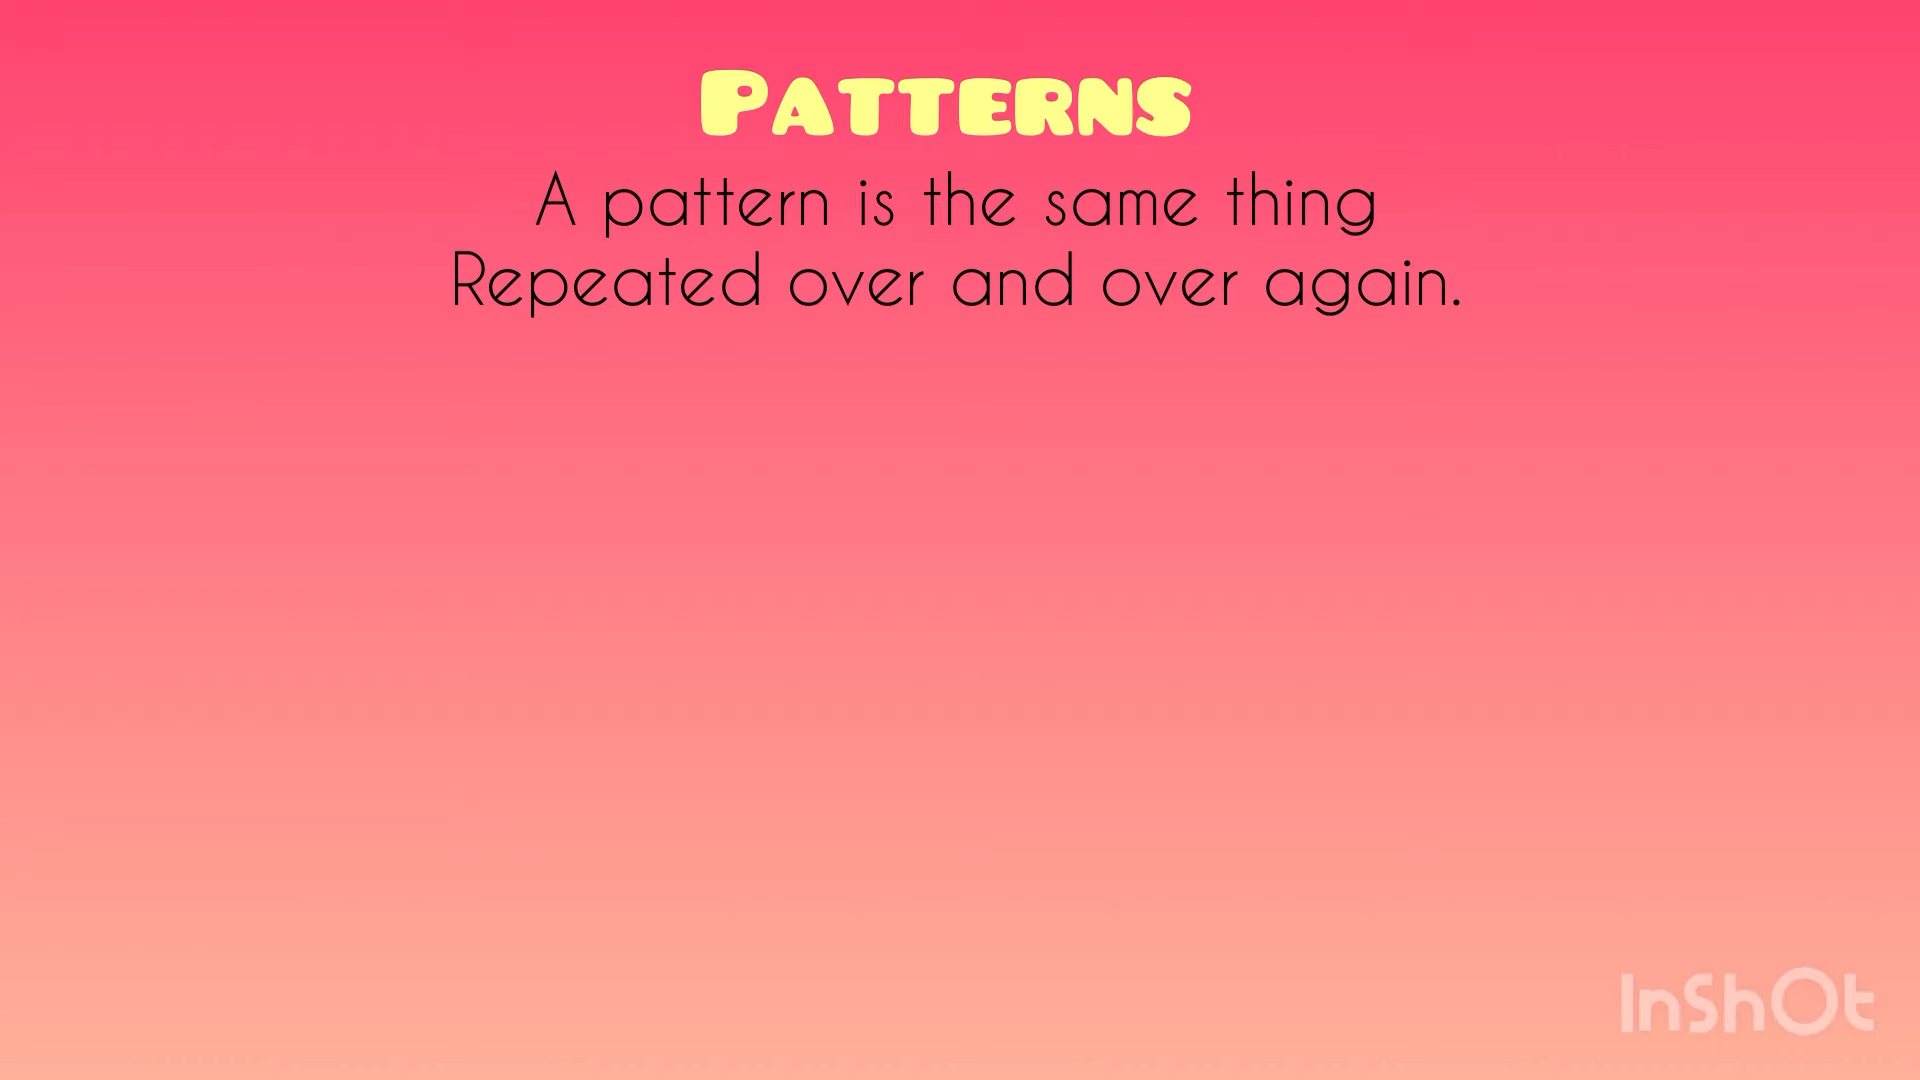 Patterns
A pattern is the same thing
Repeated over and over again.
InShOt